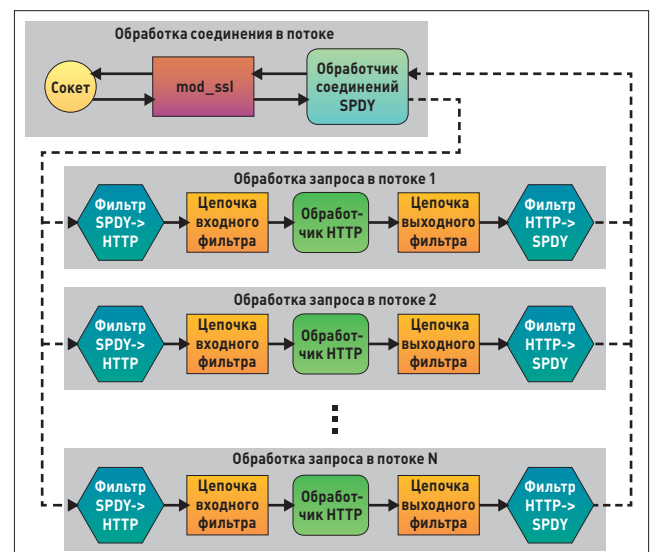 Обработка соединения в потоке
Сокет
mod_ssl
Обработчик
соединений
SPDY
Обработка запроса в потоке 1
Фильтр
SPDY->
HTTP
Цепочка
входного
фильтра
Обработ-
чик HTTP
Цепочка
выходного
фильтра
Фильтр
HTTP->
SPDY
Обработка запроса в потоке 2
Фильтр
SPDY->
HTTP
Цепочка
входного
фильтра
Обработ-
чик HTTP
Цепочка
выходного
фильтра
Фильтр
HTTP->
SPDY
Обработка запроса в потоке N
Фильтр
SPDY->
HTTP
Цепочка
входного
фильтра
Обработ-
чик HTTP
Цепочка
выходного
фильтра
Фильтр
HTTP->
SPDY